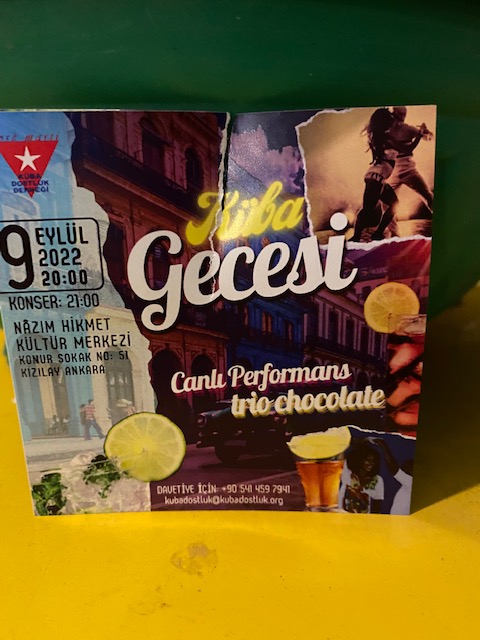 josé martí
KÜBA
DOSTLUK
DERNEĞİ
9 EYLÜL
2022
20:00
KONSER: 21:00
NÂZIM HİKMET
KÜLTÜR MERKEZİ
KONUR SOKAK NO: 51
KIZILAY ANKARA
Küba
Gecesi
Canlı Performans
trio chocolate
DAVETİYE İÇİN: +90 541 459 7941
kubadostluk@kubadostluk.org